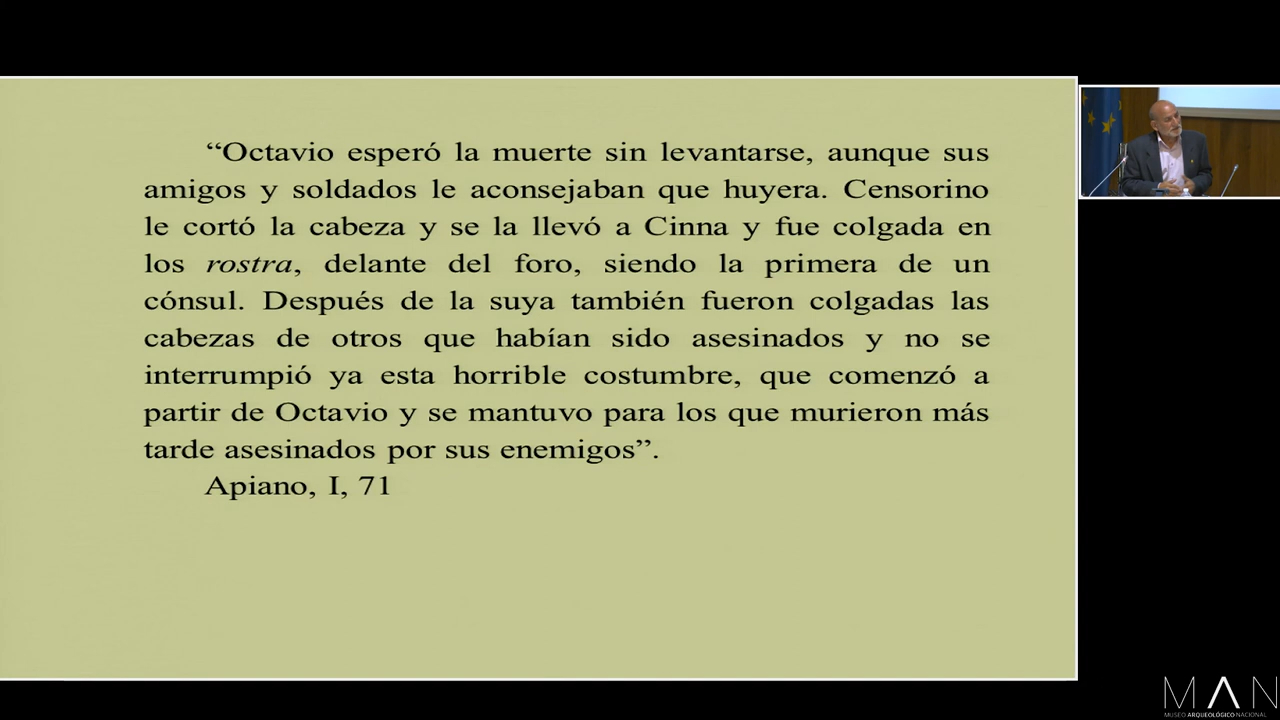 “Octavio esperó la muerte sin levantarse, aunque sus
amigos y soldados le aconsejaban que huyera. Censorino
le cortó la cabeza y se la llevó a Cinna y fue colgada en
los rostra, delante del foro, siendo la primera de un
cónsul. Después de la suya también fueron colgadas las
cabezas de otros que habían sido asesinados y no se
interrumpió ya esta horrible costumbre, que comenzó a
partir de Octavio y se mantuvo para los que murieron más
tarde asesinados por sus enemigos”.
Apiano, I, 71
MAN
MUSEO ARQUEOLÓGICO NACIONAL